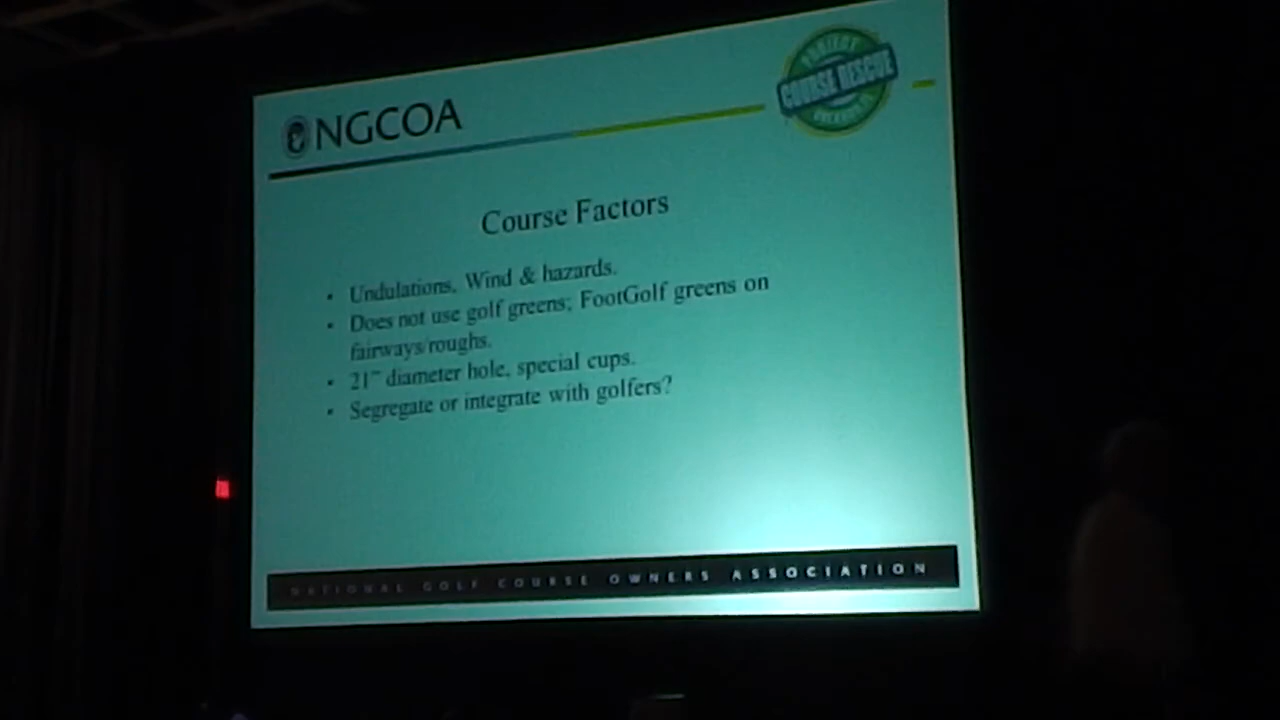 NGCOA
PROJECT
COURSE RESCUE
Course Factors
• Undulations, Wind & hazards.
• Does not use golf greens; FootGolf greens on
fairways/roughs.
• 21" diameter hole, special cups.
• Segregate or integrate with golfers?
NATIONAL GOLF COURSE OWNERS ASSOCIATION